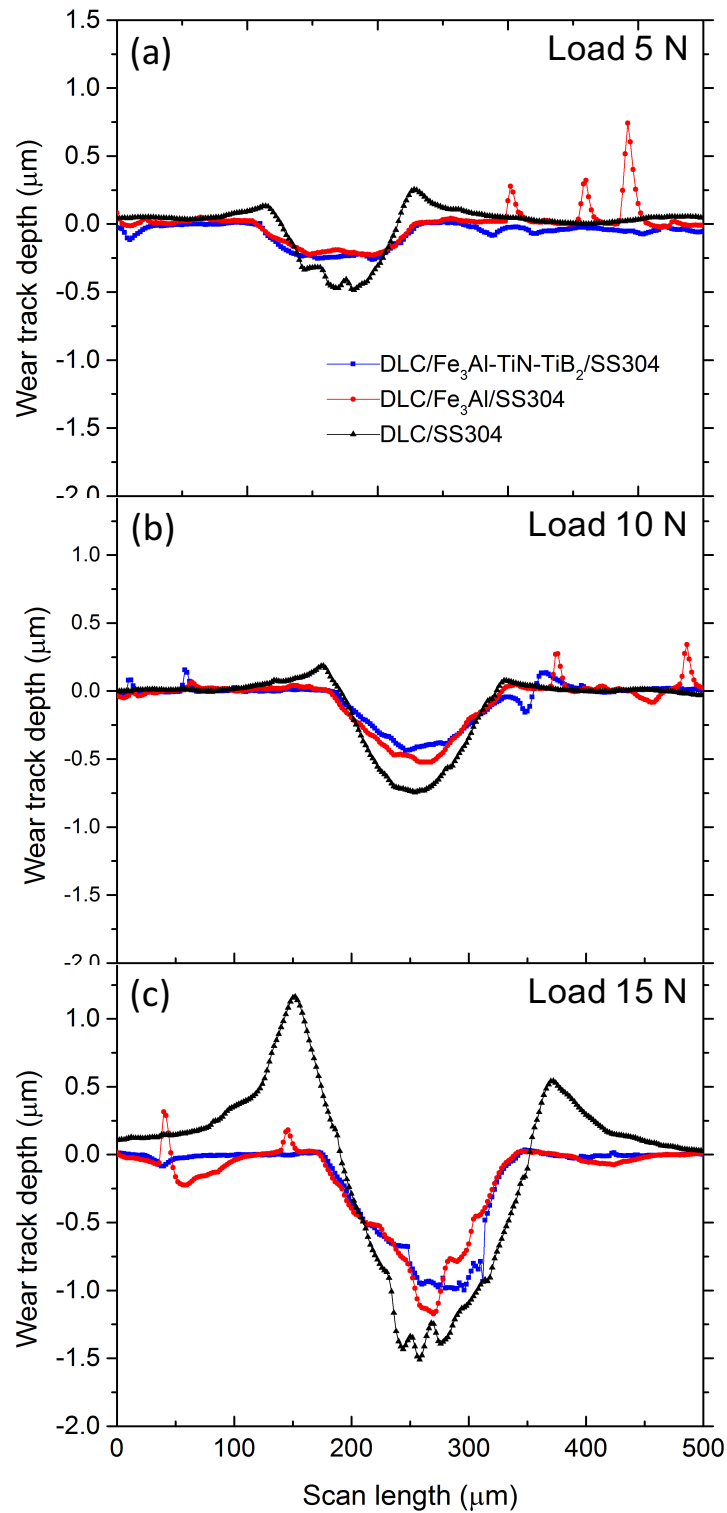 (a) Load 5 N
1.5
1.0
0.5
0.0
-0.5
-1.0
-1.5
-2.0
Wear track depth (μm)
DLC/Fe₃Al-TiN-TiB₂/SS304
DLC/Fe₃Al/SS304
DLC/SS304
(b) Load 10 N
1.0
0.5
0.0
-0.5
-1.0
-1.5
-2.0
Wear track depth (μm)
(c) Load 15 N
1.0
0.5
0.0
-0.5
-1.0
-1.5
-2.0
Wear track depth (μm)
0 100 200 300 400 500
Scan length (μm)